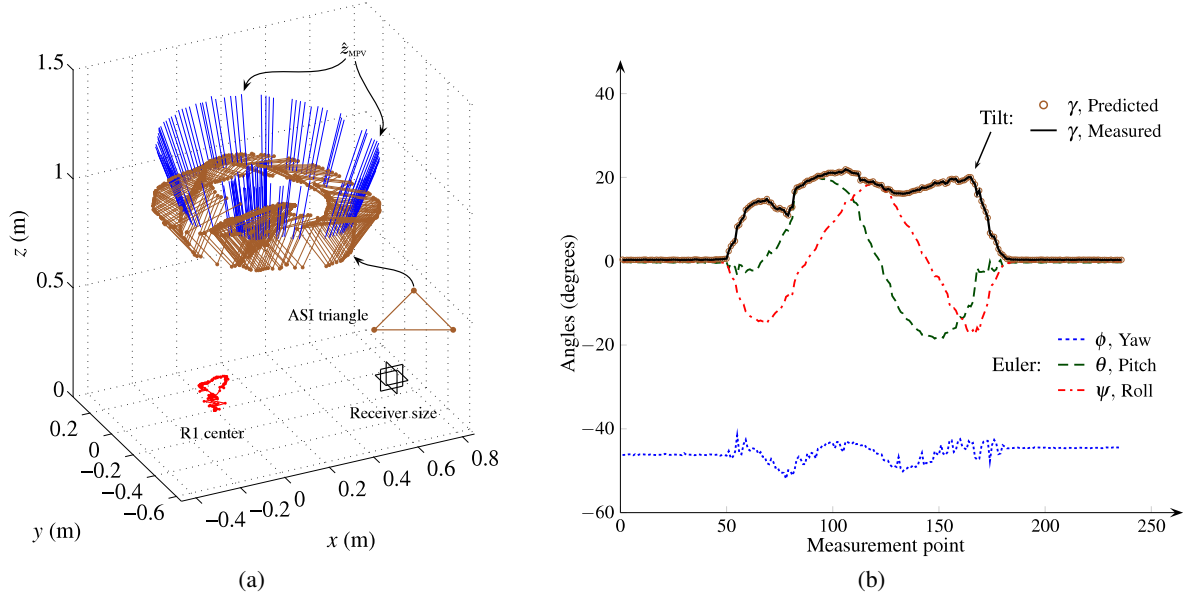 ẑ_MPV
1.5
1
0.5
0
z (m)
ASI triangle
R1 center
Receiver size
0.2
0
−0.2
−0.4
−0.6
y (m)
−0.4
−0.2
0
0.2
0.4
0.6
0.8
x (m)
(a)
40
20
0
−20
−40
−60
Angles (degrees)
Tilt:
γ, Predicted
γ, Measured
Euler:
ϕ, Yaw
θ, Pitch
ψ, Roll
0 50 100 150 200 250
Measurement point
(b)